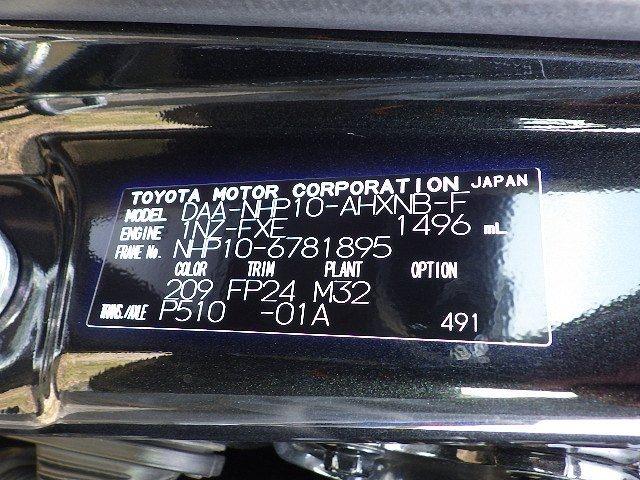 TOYOTA MOTOR CORPORATION JAPAN
MODEL DAA-NHP10-AHXNB-F
ENGINE 1NZ-FXE 1496 mL
FRAME No. NHP10-6781895
COLOR TRIM PLANT OPTION
209 FP24 M32
TRANS./AXLE P510 -01A 491